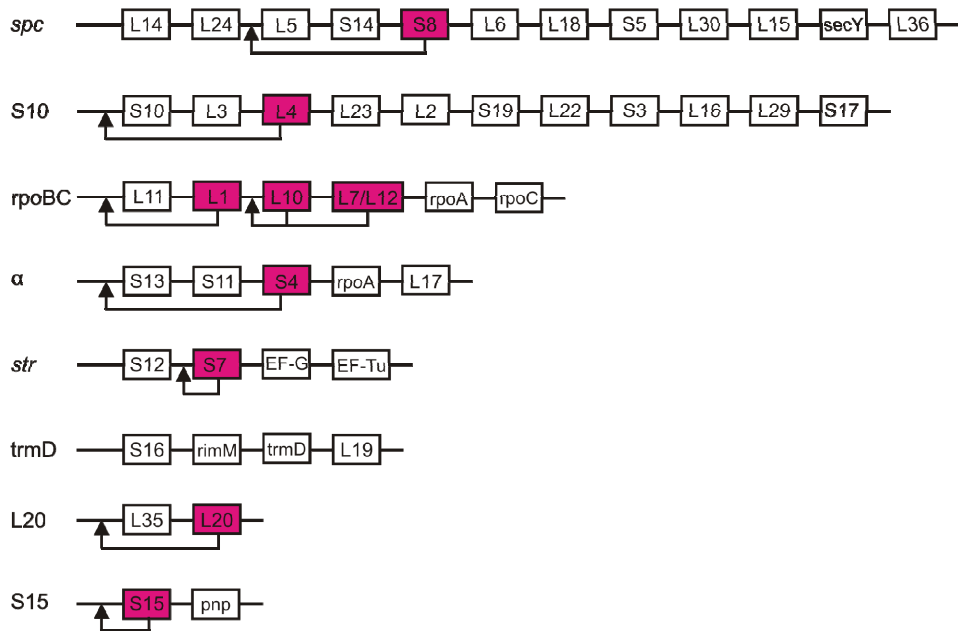 spc L14 L24 L5 S14 S8 L6 L18 S5 L30 L15 secY L36
S10 S10 L3 L4 L23 L2 S19 L22 S3 L16 L29 S17
rpoBC L11 L1 L10 L7/L12 rpoA rpoC
α S13 S11 S4 rpoA L17
str S12 S7 EF-G EF-Tu
trmD S16 rimM trmD L19
L20 L35 L20
S15 S15 pnp